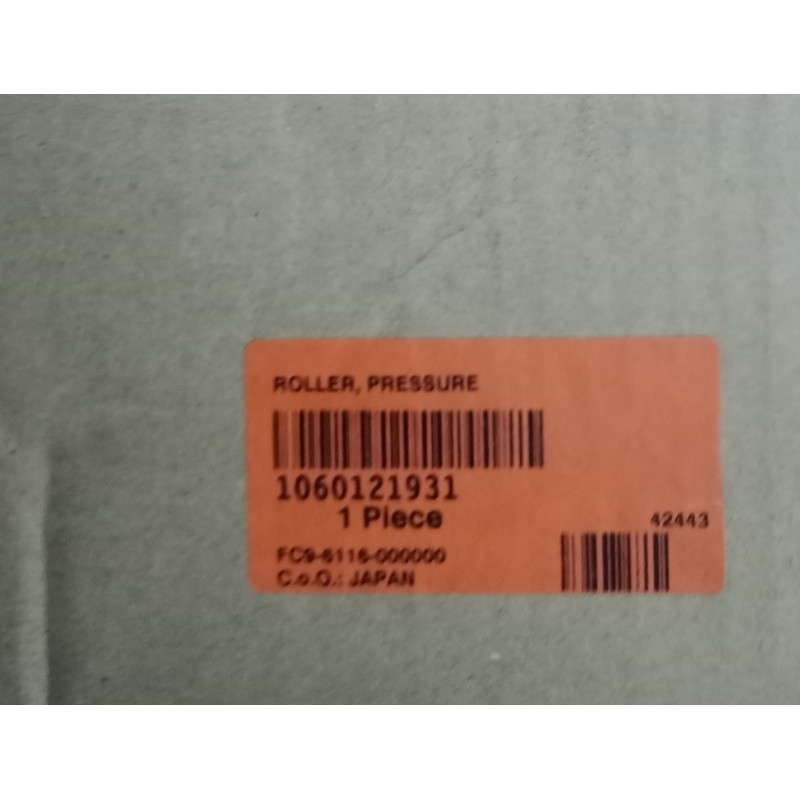 ROLLER, PRESSURE
1060121931
1 Piece
42443
FC9-6116-000000
C.o.O.: JAPAN